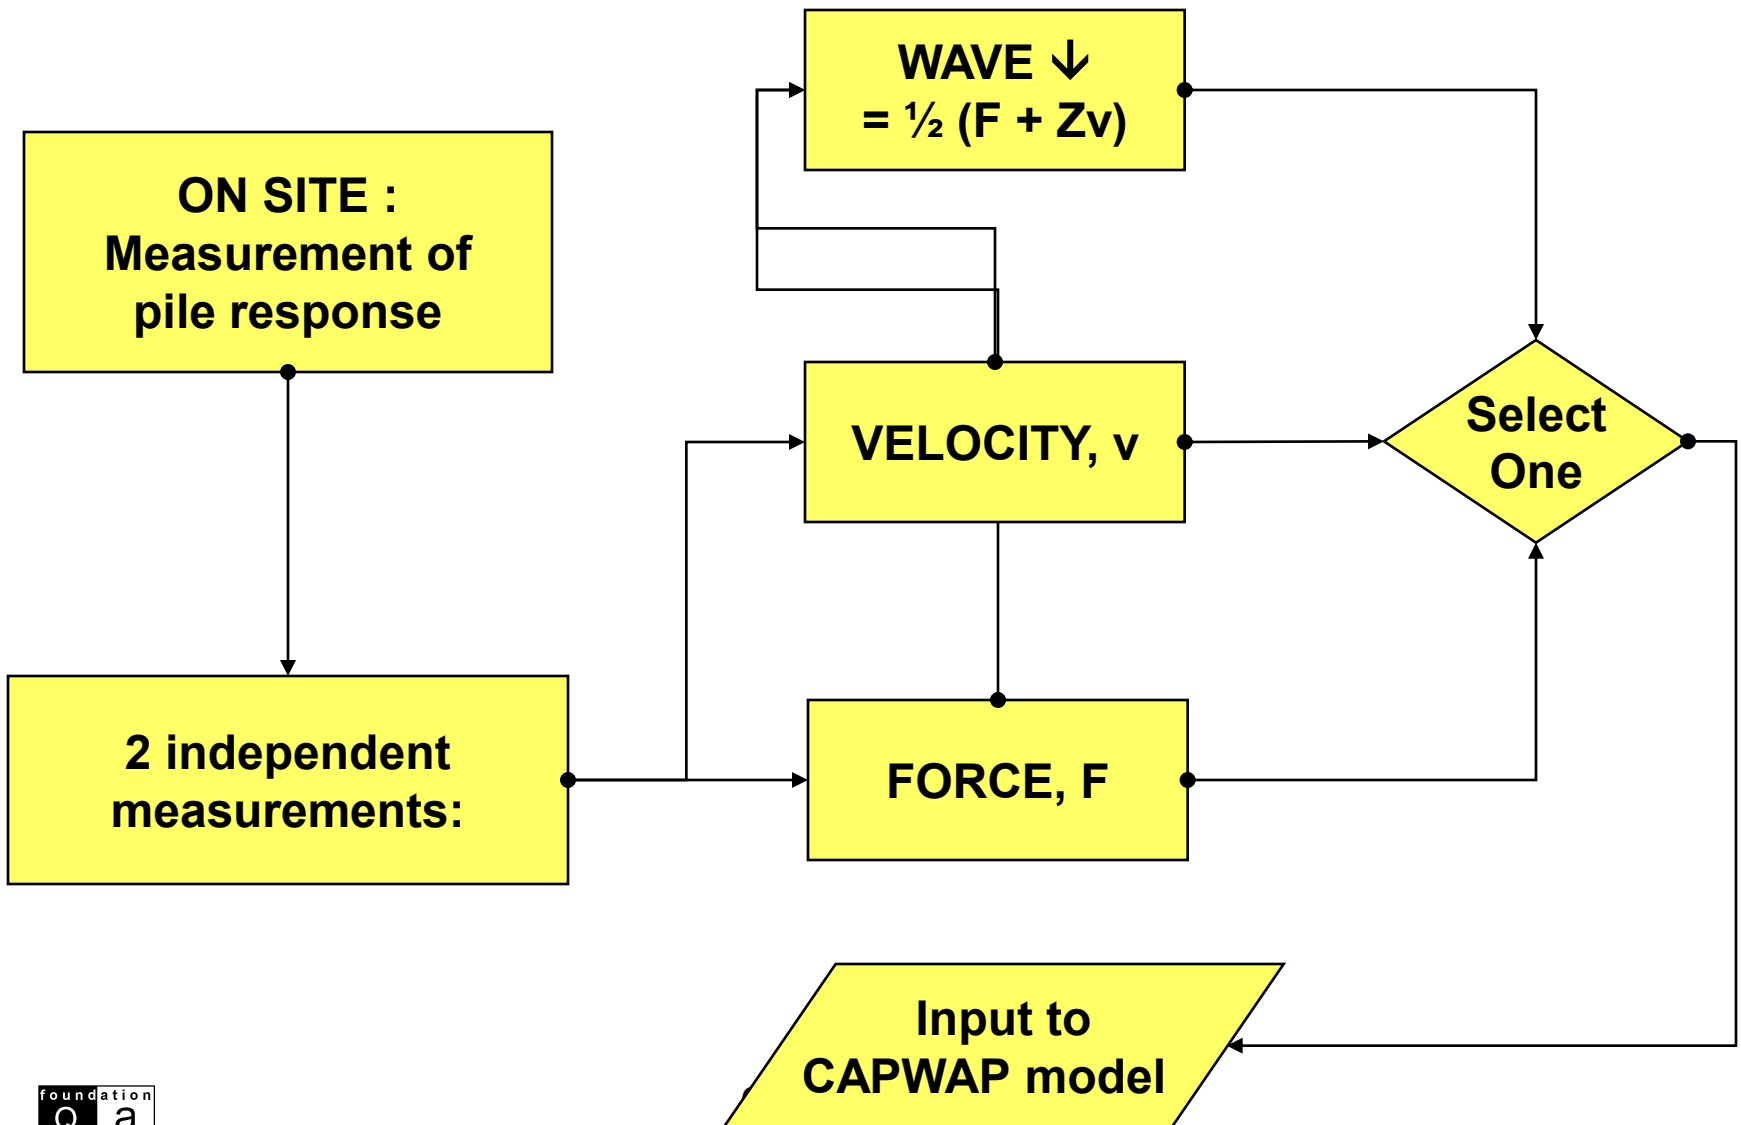 WAVE ↓
= ½ (F + Zv)
ON SITE :
Measurement of
pile response
VELOCITY, v
Select
One
2 independent
measurements:
FORCE, F
Input to
CAPWAP model
foundation
Q a